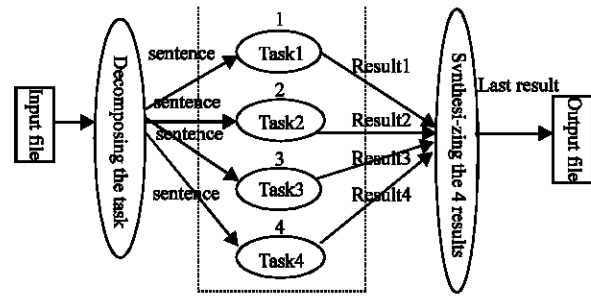 Input file
Decomposing the task
sentence
sentence
sentence
sentence
1
Task1
2
Task2
3
Task3
4
Task4
Result1
Result2
Result3
Result4
Synthesi-zing the 4 results
Last result
Output file